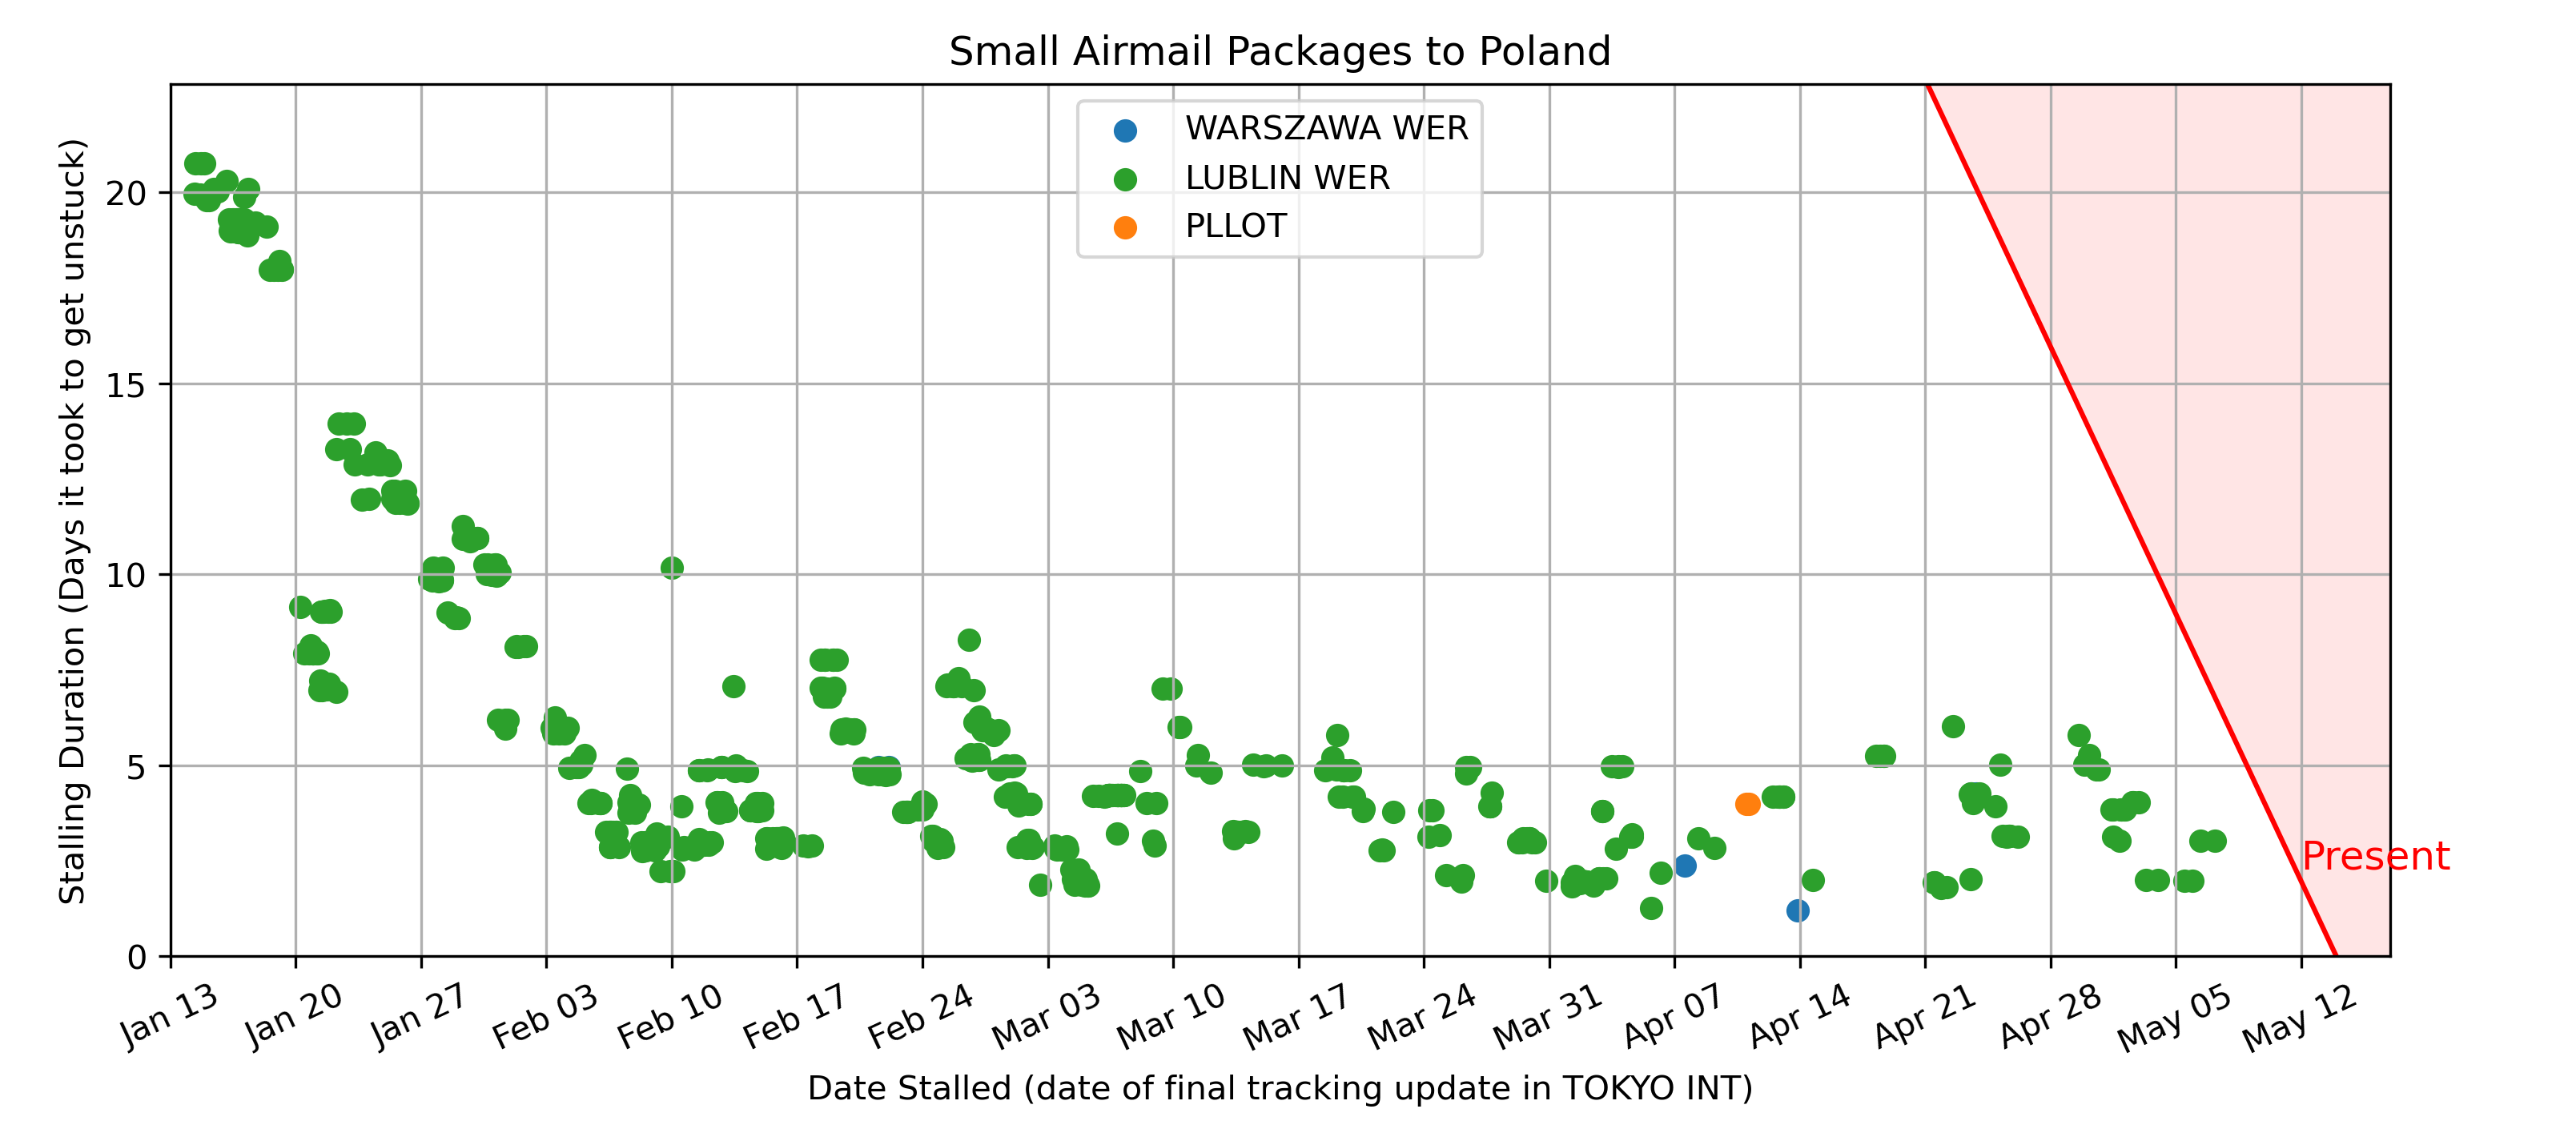 Small Airmail Packages to Poland
Stalling Duration (Days it took to get unstuck)
20
15
10
5
0
WARSZAWA WER
LUBLIN WER
PLLOT
Present
Jan 13
Jan 20
Jan 27
Feb 03
Feb 10
Feb 17
Feb 24
Mar 03
Mar 10
Mar 17
Mar 24
Mar 31
Apr 07
Apr 14
Apr 21
Apr 28
May 05
May 12
Date Stalled (date of final tracking update in TOKYO INT)